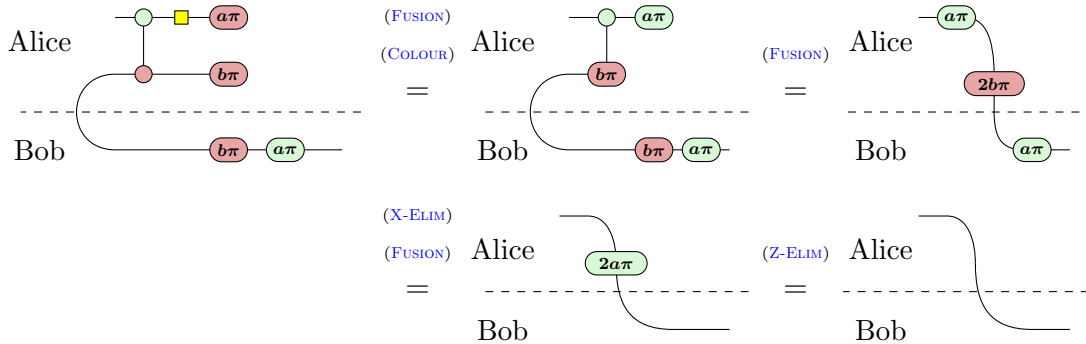 aπ (FUSION) aπ aπ
Alice (COLOUR) Alice (FUSION) Alice
bπ = bπ = 2bπ
Bob bπ aπ Bob bπ aπ Bob aπ
(X-ELIM)
Alice (FUSION) 2aπ (Z-ELIM) Alice
= =
Bob Bob